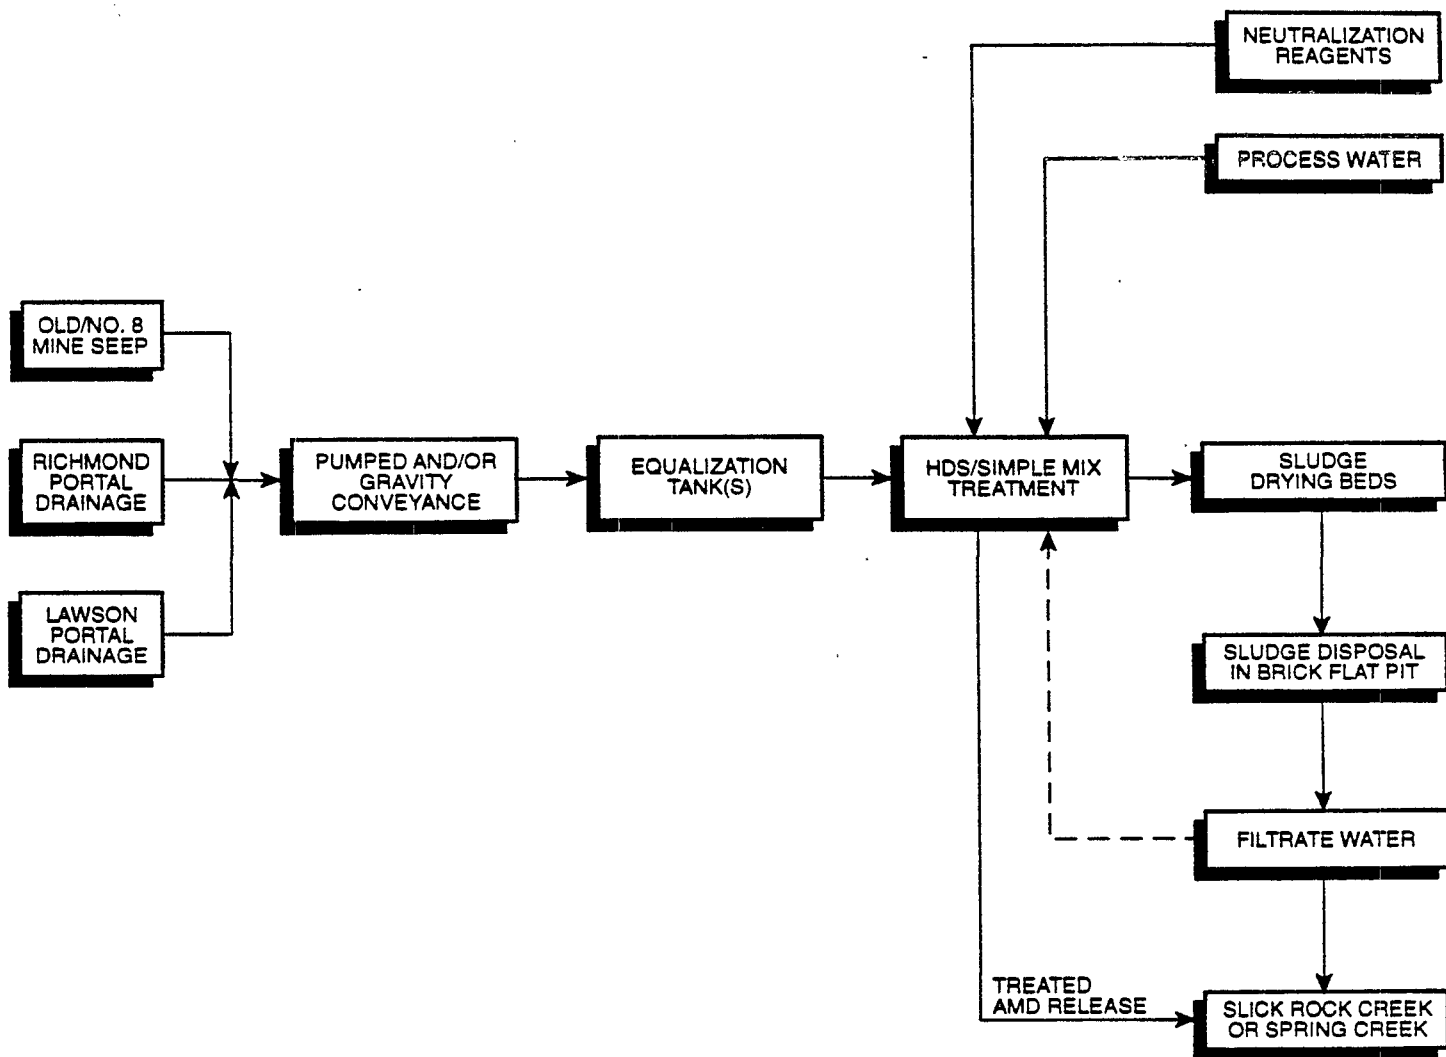 NEUTRALIZATION
REAGENTS
PROCESS WATER
OLD/NO. 8
MINE SEEP
RICHMOND
PORTAL
DRAINAGE
LAWSON
PORTAL
DRAINAGE
PUMPED AND/OR
GRAVITY
CONVEYANCE
EQUALIZATION
TANK(S)
HDS/SIMPLE MIX
TREATMENT
SLUDGE
DRYING BEDS
SLUDGE DISPOSAL
IN BRICK FLAT PIT
FILTRATE WATER
TREATED
AMD RELEASE
SLICK ROCK CREEK
OR SPRING CREEK